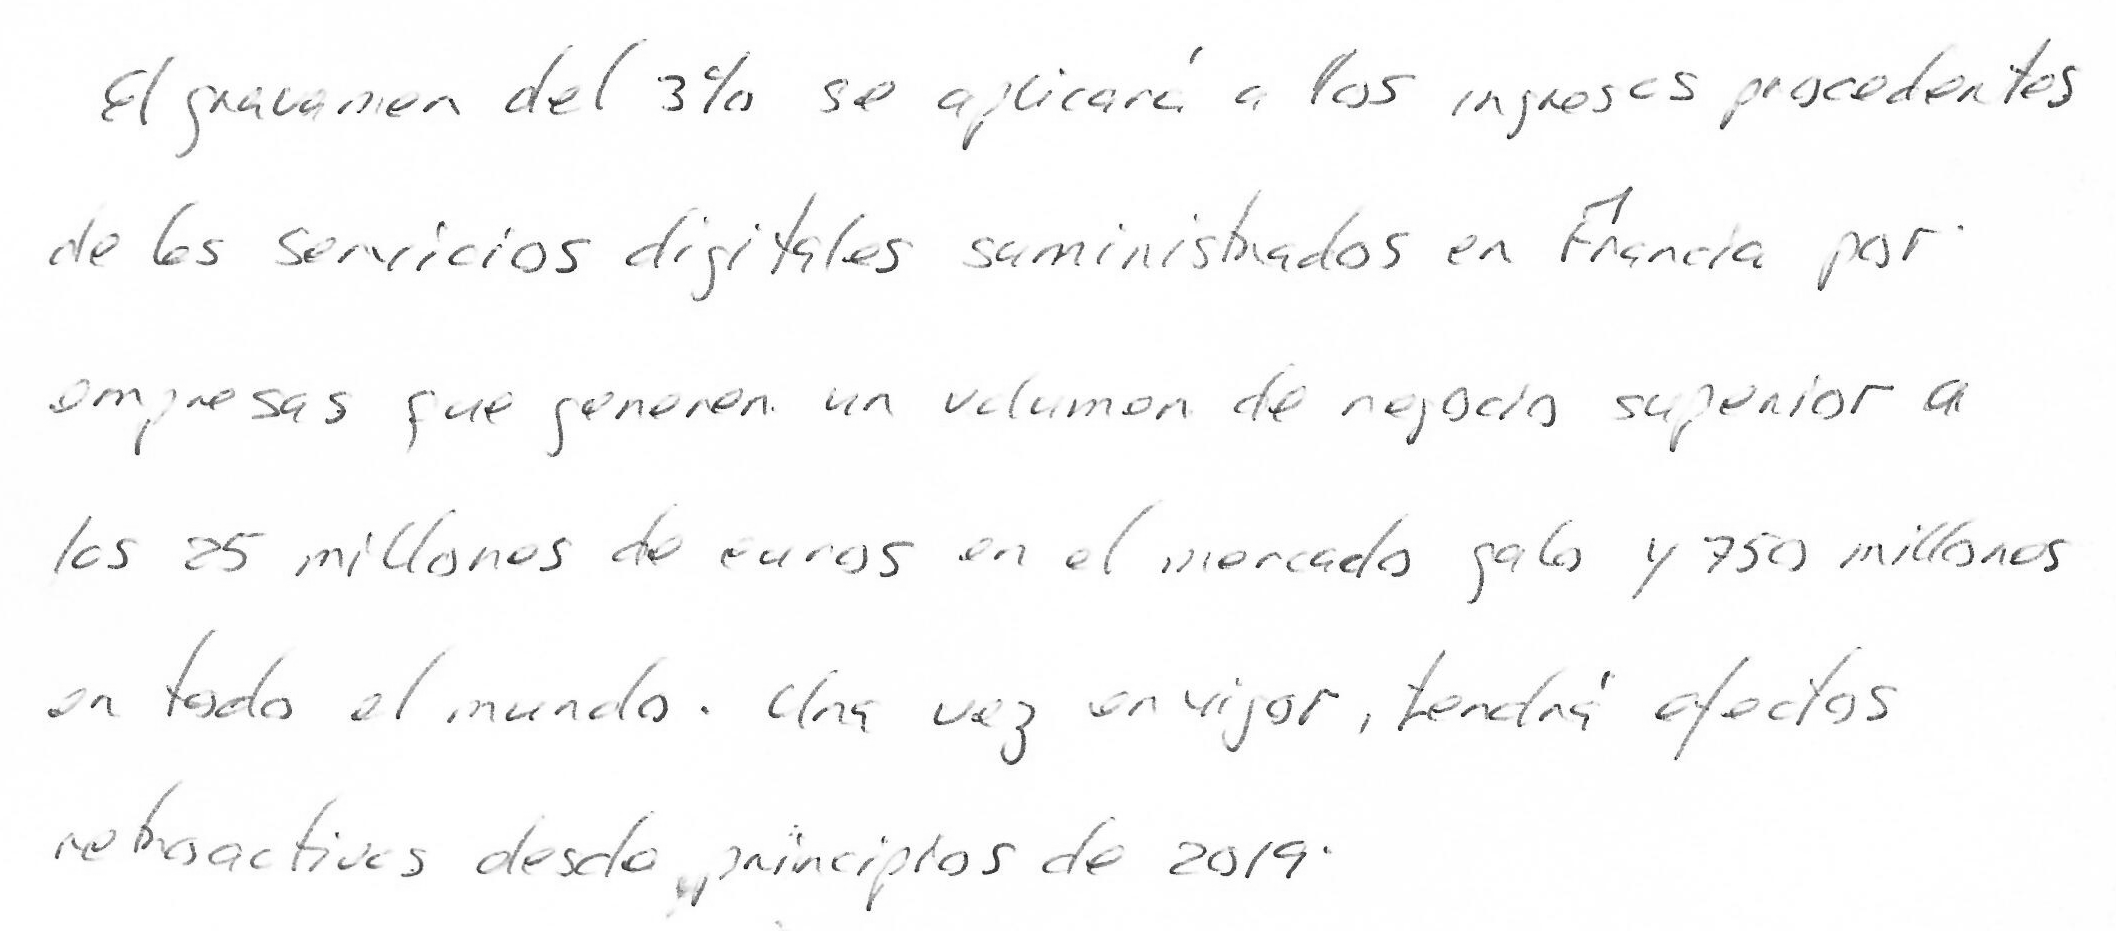 El gravamen del 3% se aplicará a los ingresos procedentes
de los servicios digitales suministrados en Francia por
empresas que generen un volumen de negocio superior a
los 25 millones de euros en el mercado galo y 750 millones
en todo el mundo. Una vez en vigor, tendrá efectos
retroactivos desde principios de 2019.